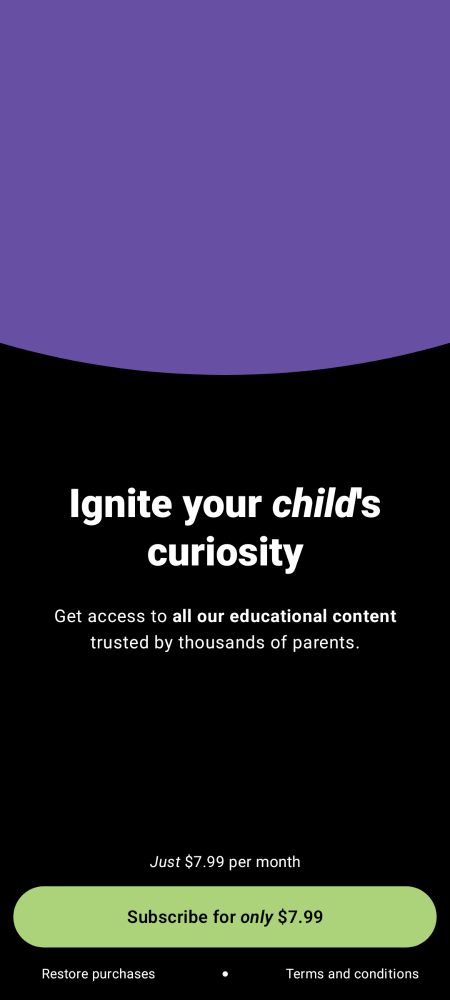 Ignite your child's
curiosity
Get access to all our educational content
trusted by thousands of parents.
Just $7.99 per month
Subscribe for only $7.99
Restore purchases • Terms and conditions